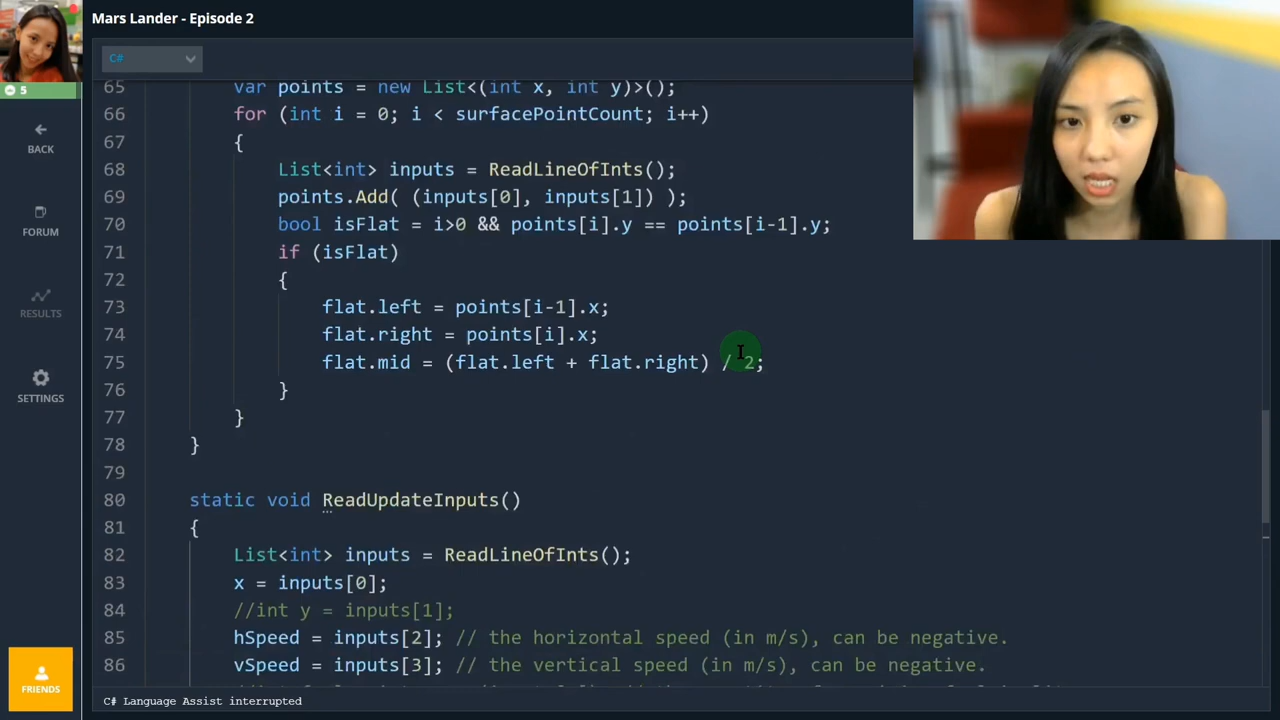 Mars Lander - Episode 2
C#
5
BACK
FORUM
RESULTS
SETTINGS
FRIENDS
65 var points = new List<(int x, int y)>();
66 for (int i = 0; i < surfacePointCount; i++)
67 {
68 List<int> inputs = ReadLineOfInts();
69 points.Add( (inputs[0], inputs[1]) );
70 bool isFlat = i>0 && points[i].y == points[i-1].y;
71 if (isFlat)
72 {
73 flat.left = points[i-1].x;
74 flat.right = points[i].x;
75 flat.mid = (flat.left + flat.right) / 2;
76 }
77 }
78 }
79
80 static void ReadUpdateInputs()
81 {
82 List<int> inputs = ReadLineOfInts();
83 x = inputs[0];
84 //int y = inputs[1];
85 hSpeed = inputs[2]; // the horizontal speed (in m/s), can be negative.
86 vSpeed = inputs[3]; // the vertical speed (in m/s), can be negative.
C# Language Assist interrupted